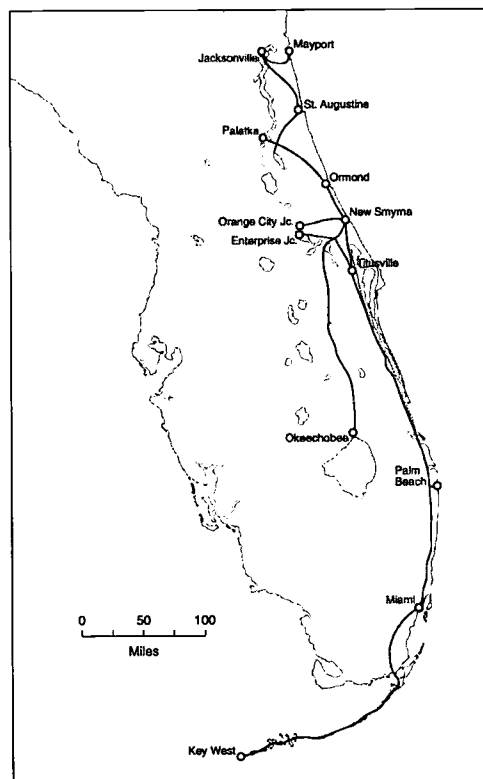 Mayport
Jacksonville
St. Augustine
Palatka
Ormond
New Smyrna
Orange City Jc.
Enterprise Jc.
Titusville
Okeechobee
Palm
Beach
Miami
0 50 100
Miles
Key West